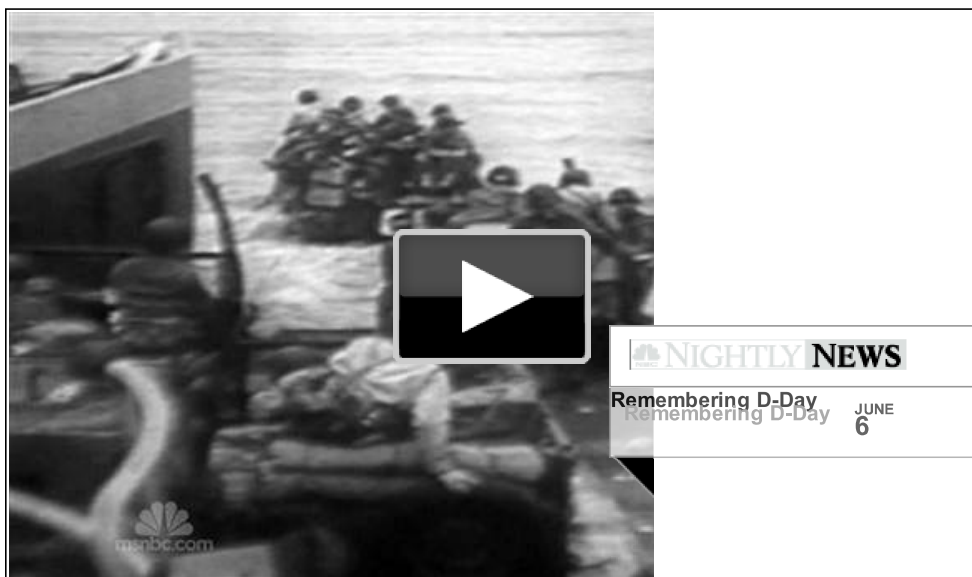 NIGHTLY NEWS
Remembering D-Day
Remembering D-Day
JUNE
6
msnbc.com